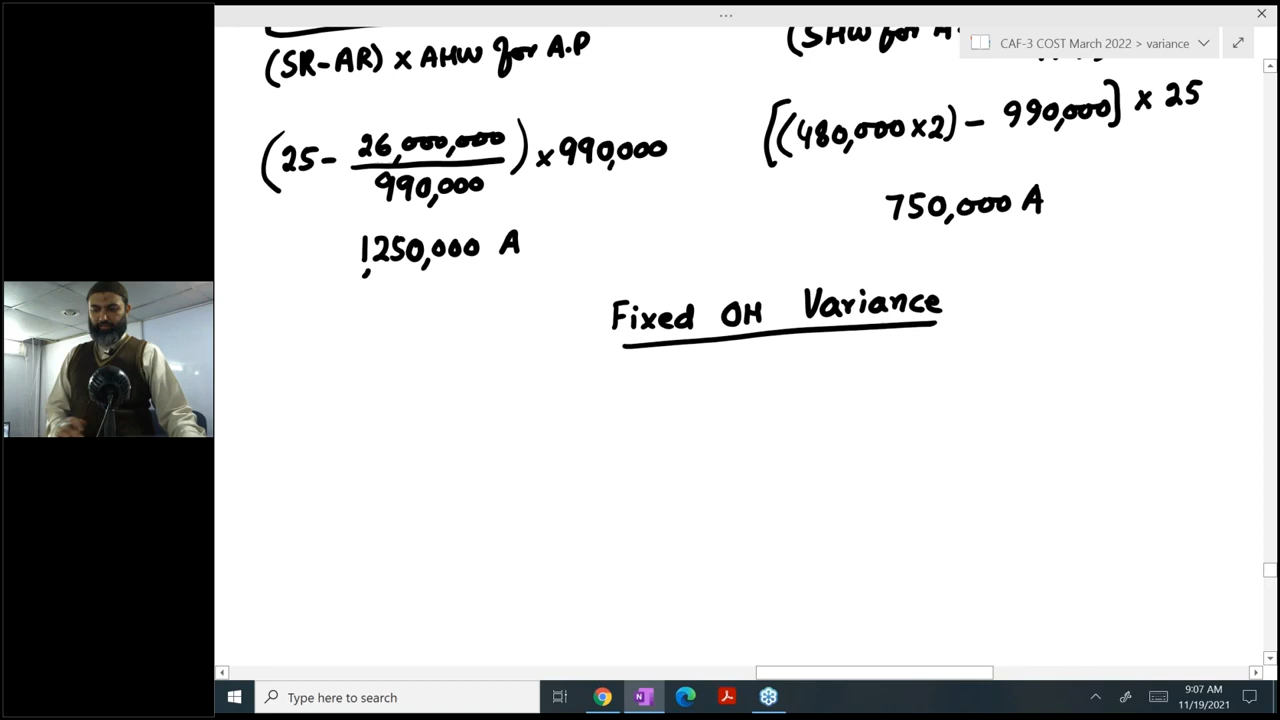 CAF-3 COST March 2022 > variance
(SR-AR) × AHW for A.P
(SHW for A.
(25 - 26,000,000 / 990,000) × 990,000
[(480,000×2) - 990,000] × 25
1,250,000 A
750,000 A
Fixed OH Variance
Type here to search
9:07 AM
11/19/2021